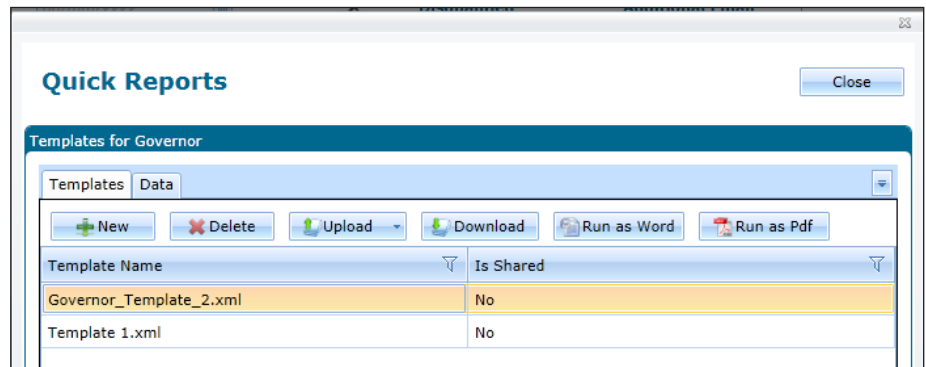 Quick Reports
Close
Templates for Governor
Templates Data
New Delete Upload Download Run as Word Run as Pdf
Template Name Is Shared
Governor_Template_2.xml No
Template 1.xml No